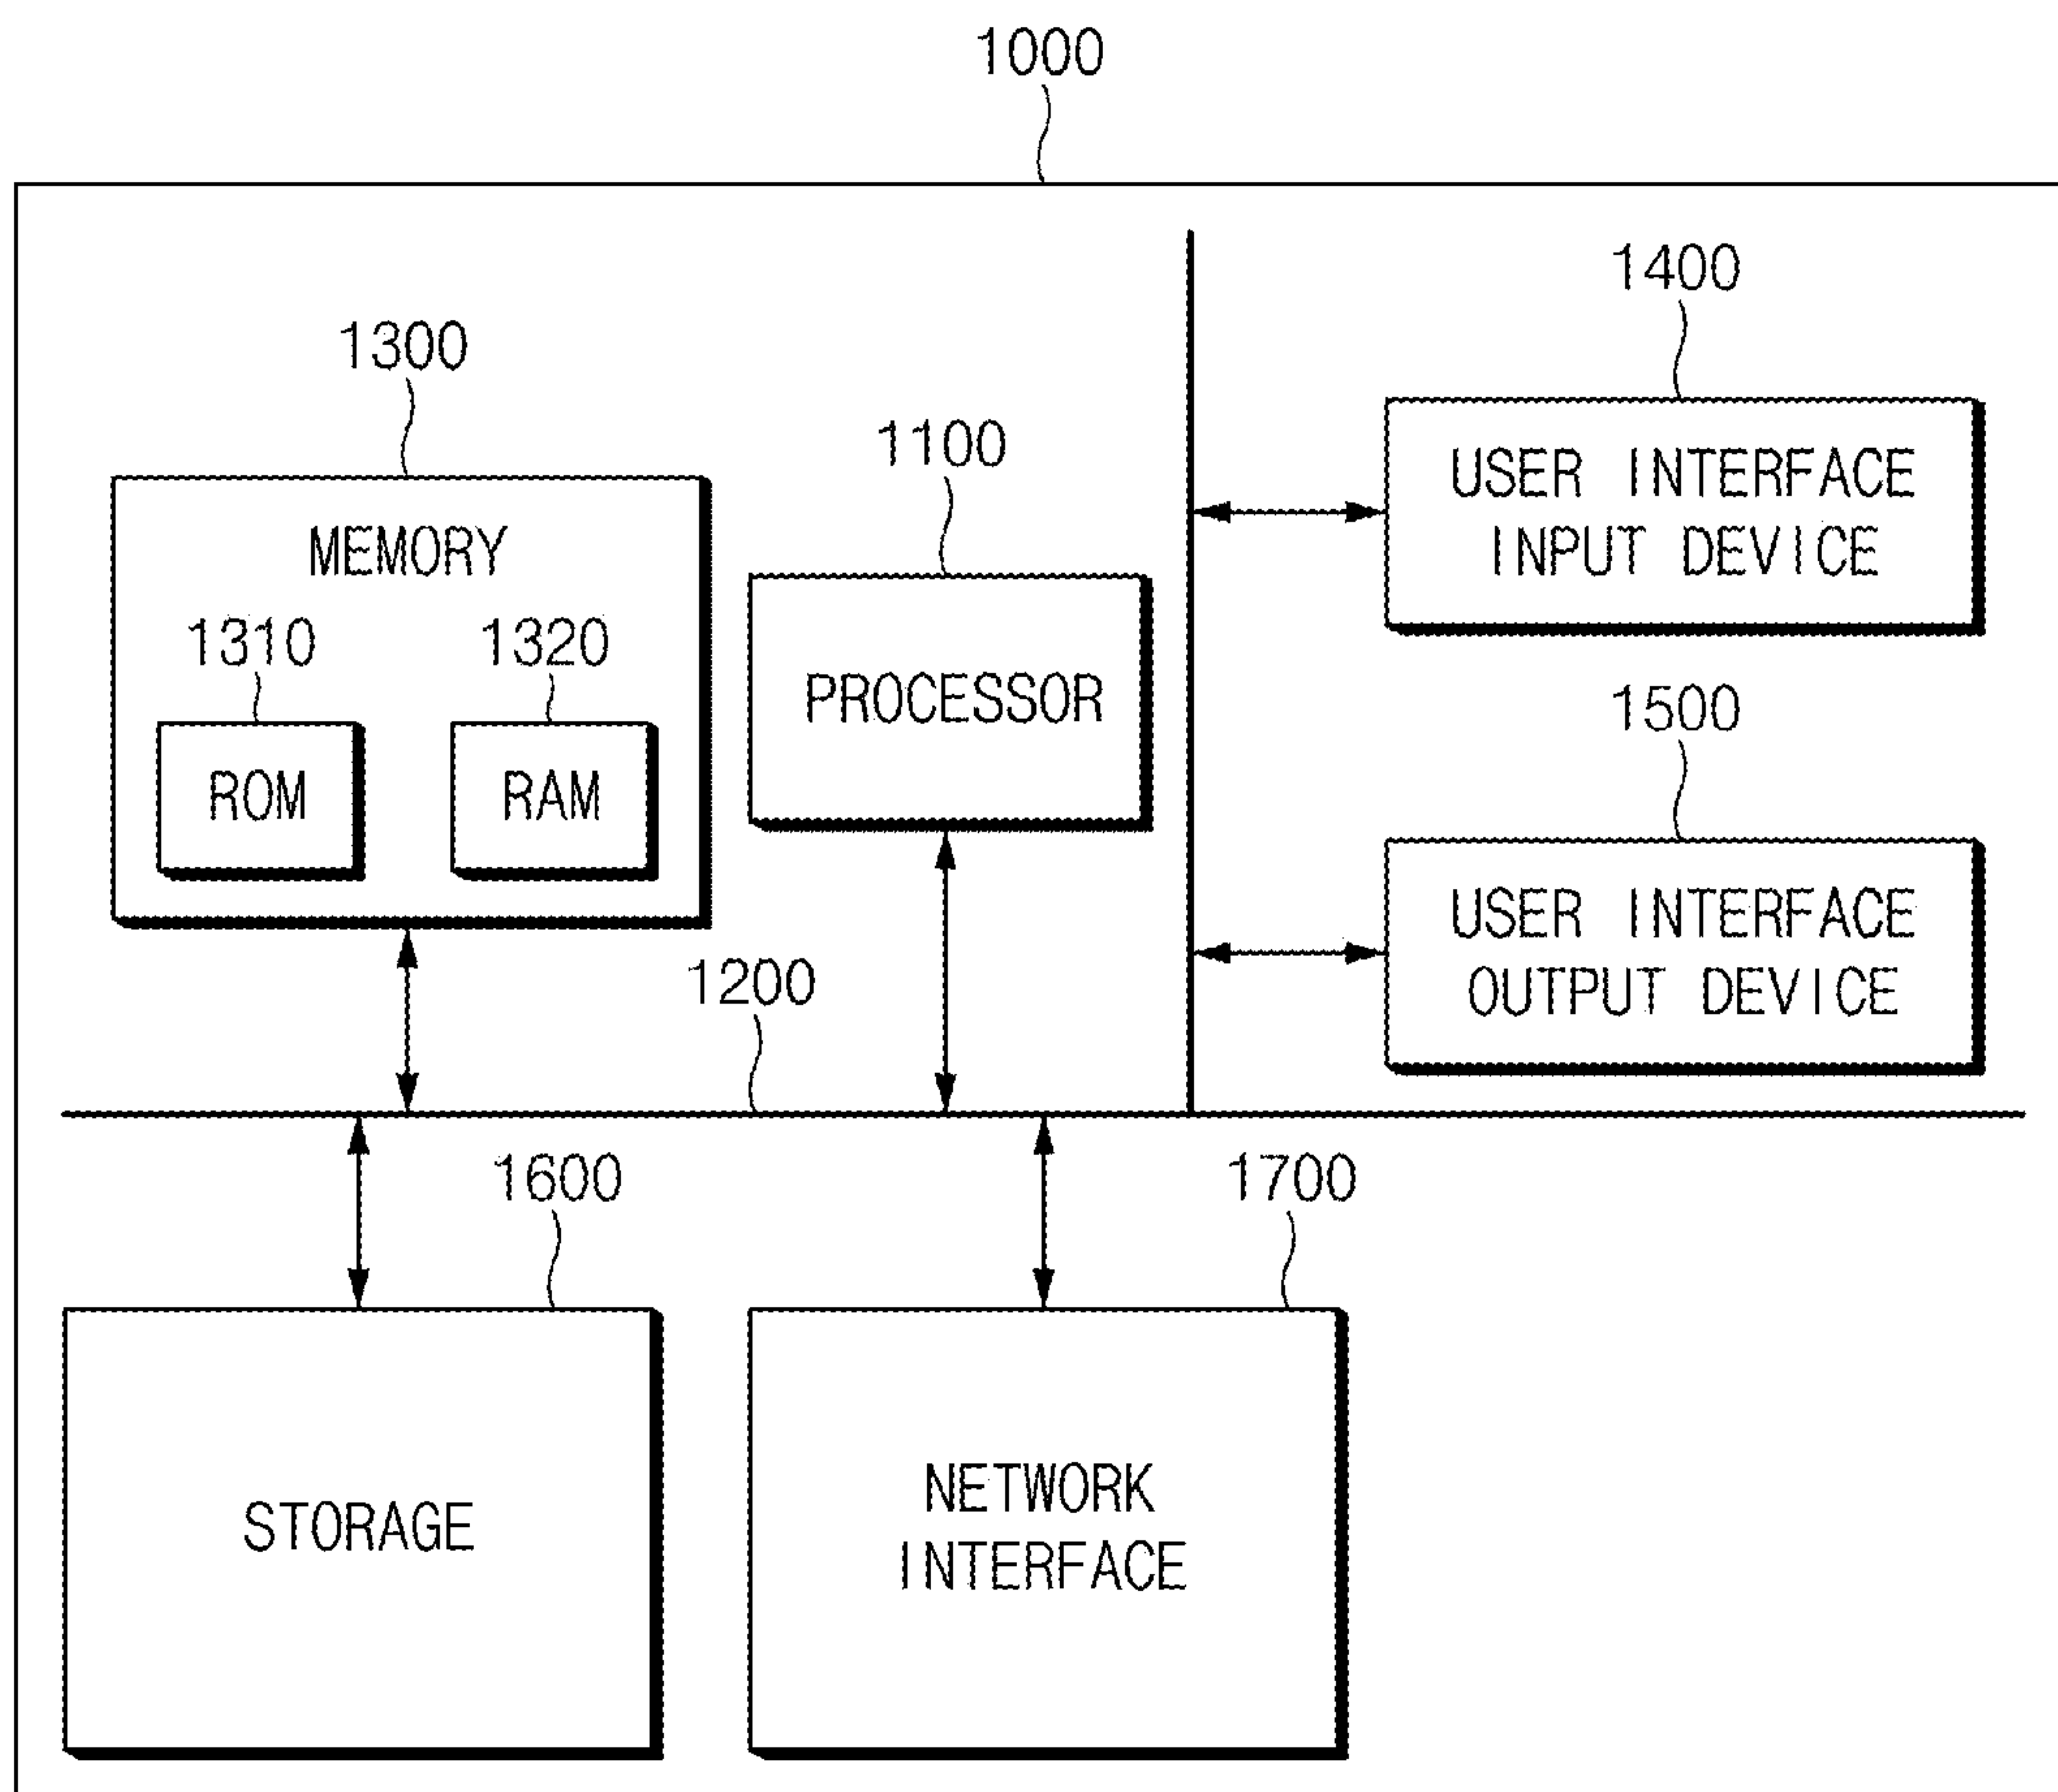 1000
1300
MEMORY
1310
ROM
1320
RAM
1100
PROCESSOR
1400
USER INTERFACE
INPUT DEVICE
1500
USER INTERFACE
OUTPUT DEVICE
1200
1600
STORAGE
1700
NETWORK
INTERFACE